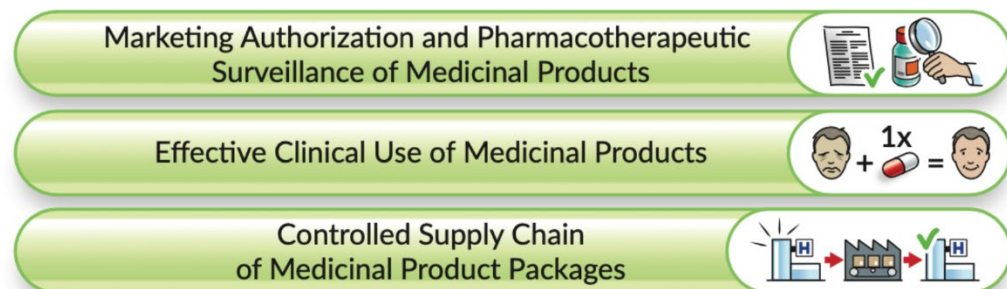 Marketing Authorization and Pharmacotherapeutic
Surveillance of Medicinal Products
Effective Clinical Use of Medicinal Products
1x
+ =
Controlled Supply Chain
of Medicinal Product Packages
H H